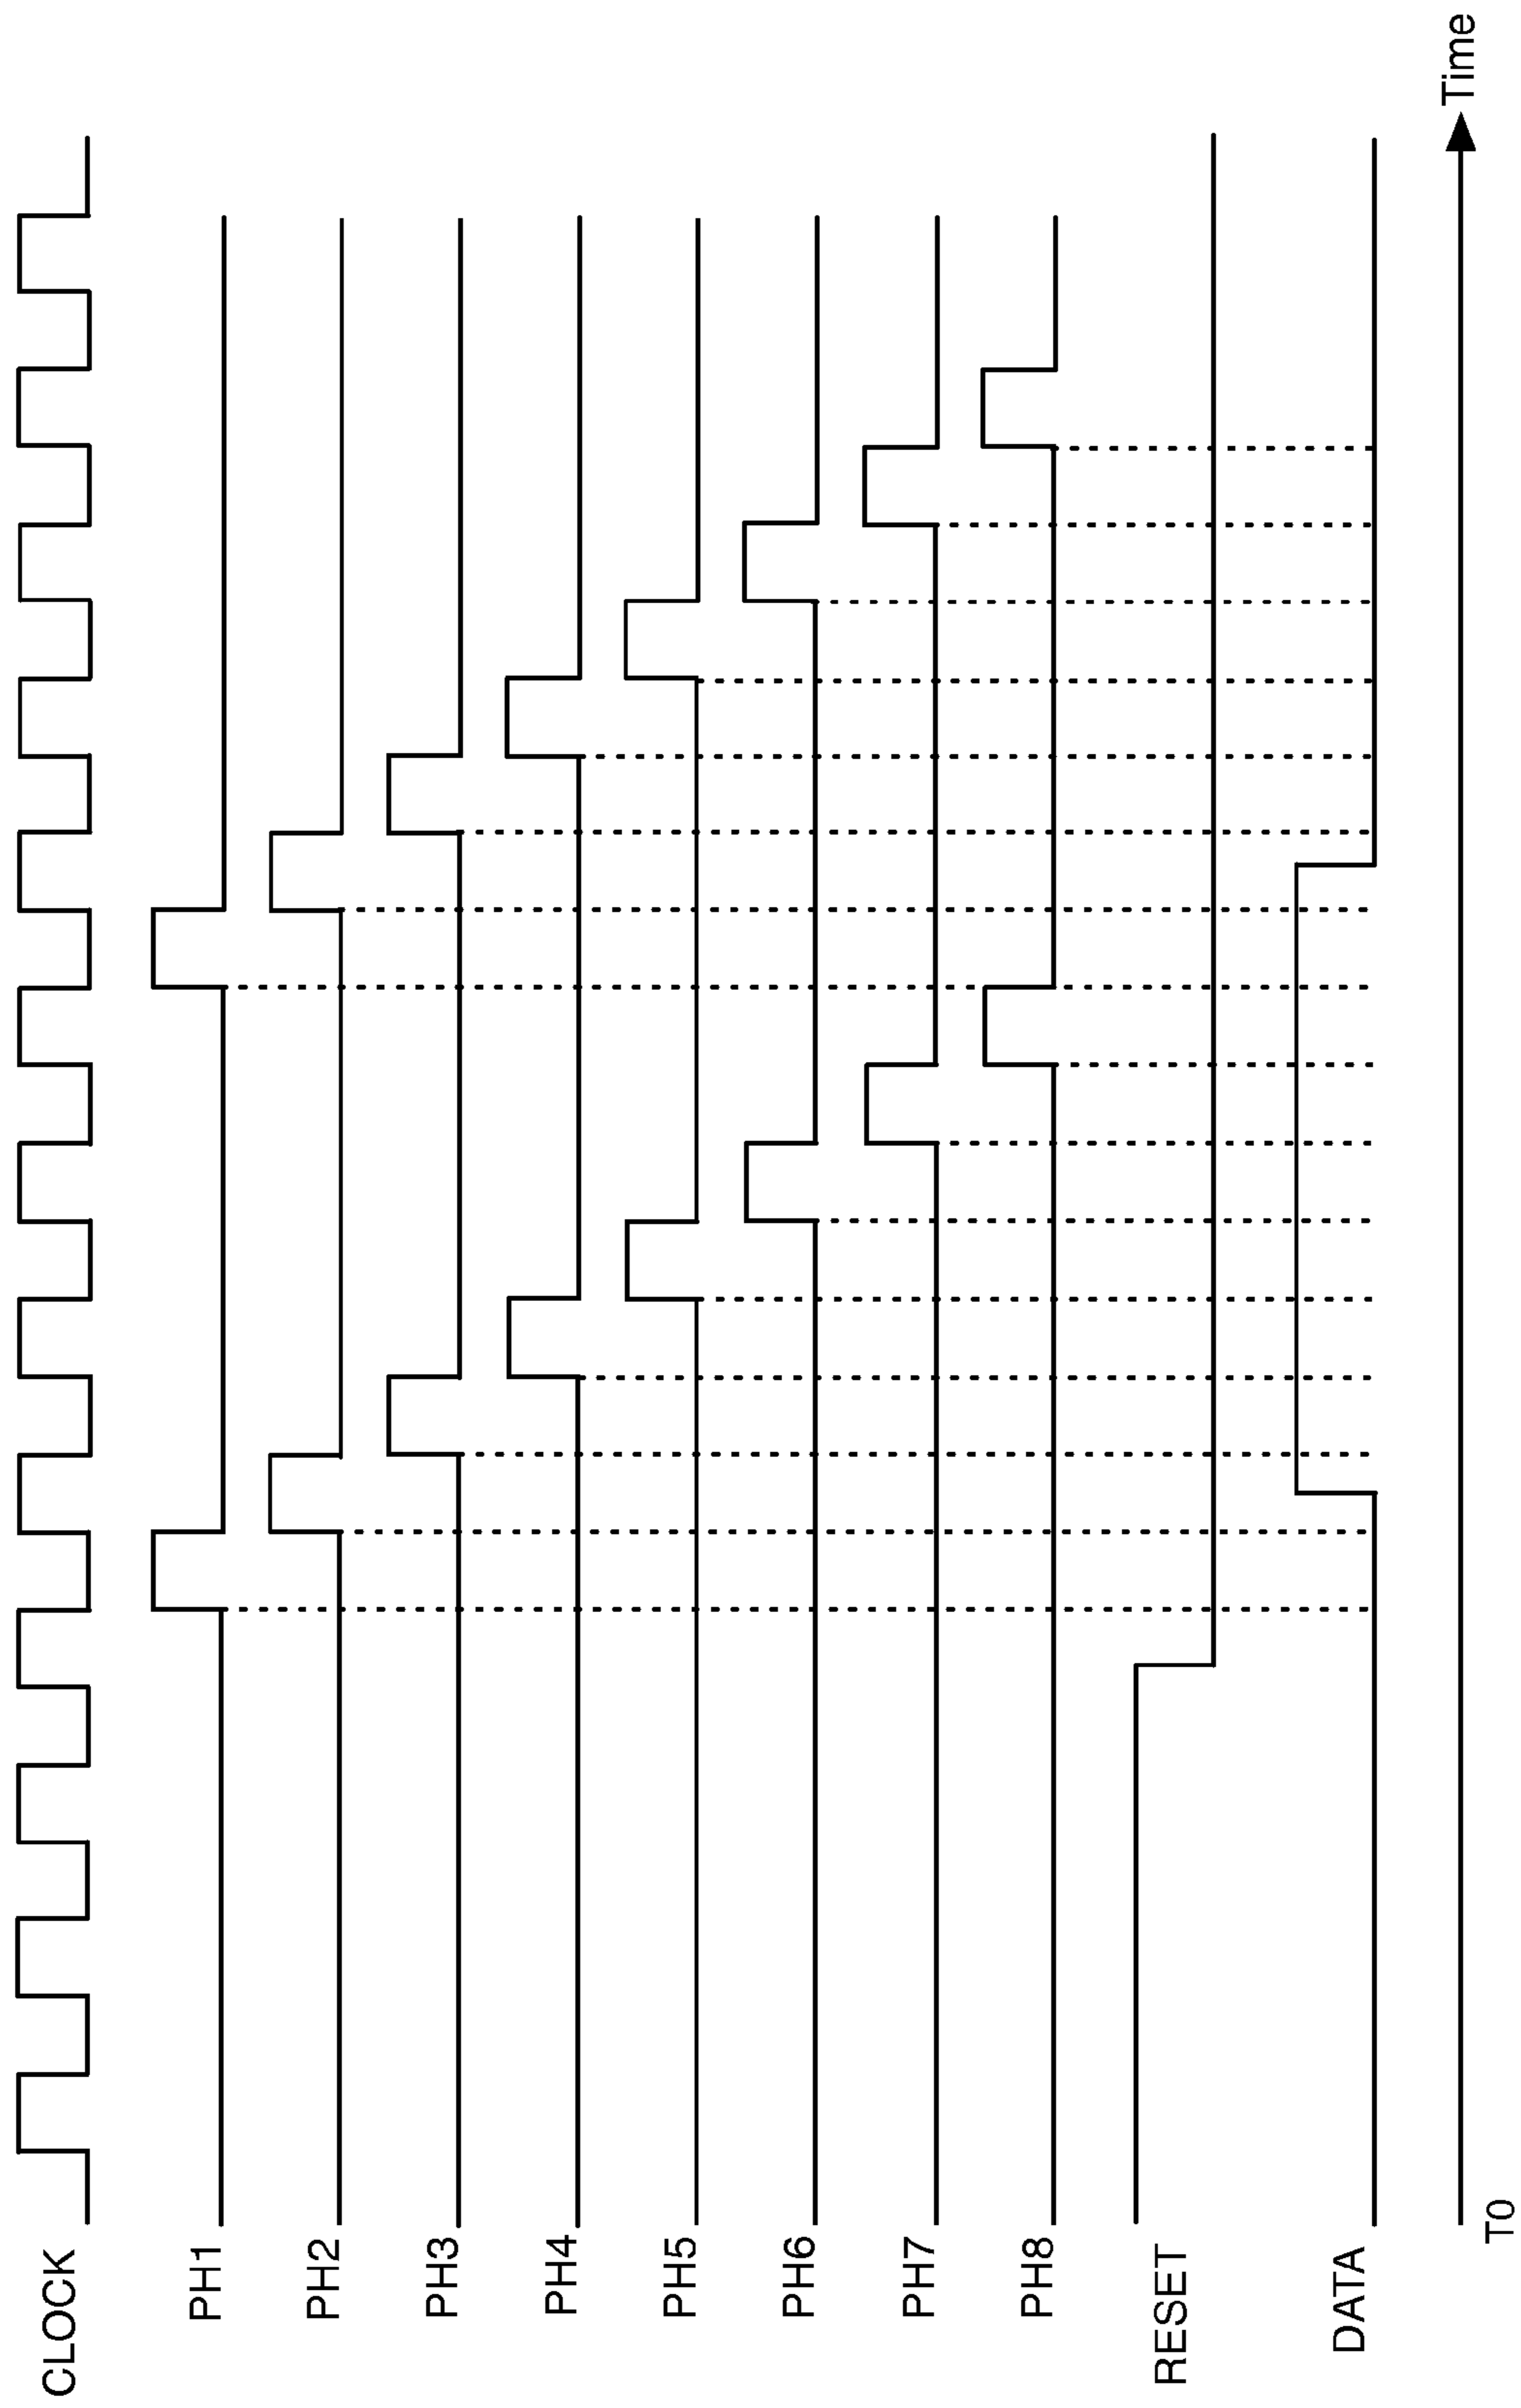 CLOCK
PH1
PH2
PH3
PH4
PH5
PH6
PH7
PH8
RESET
DATA
T0
Time